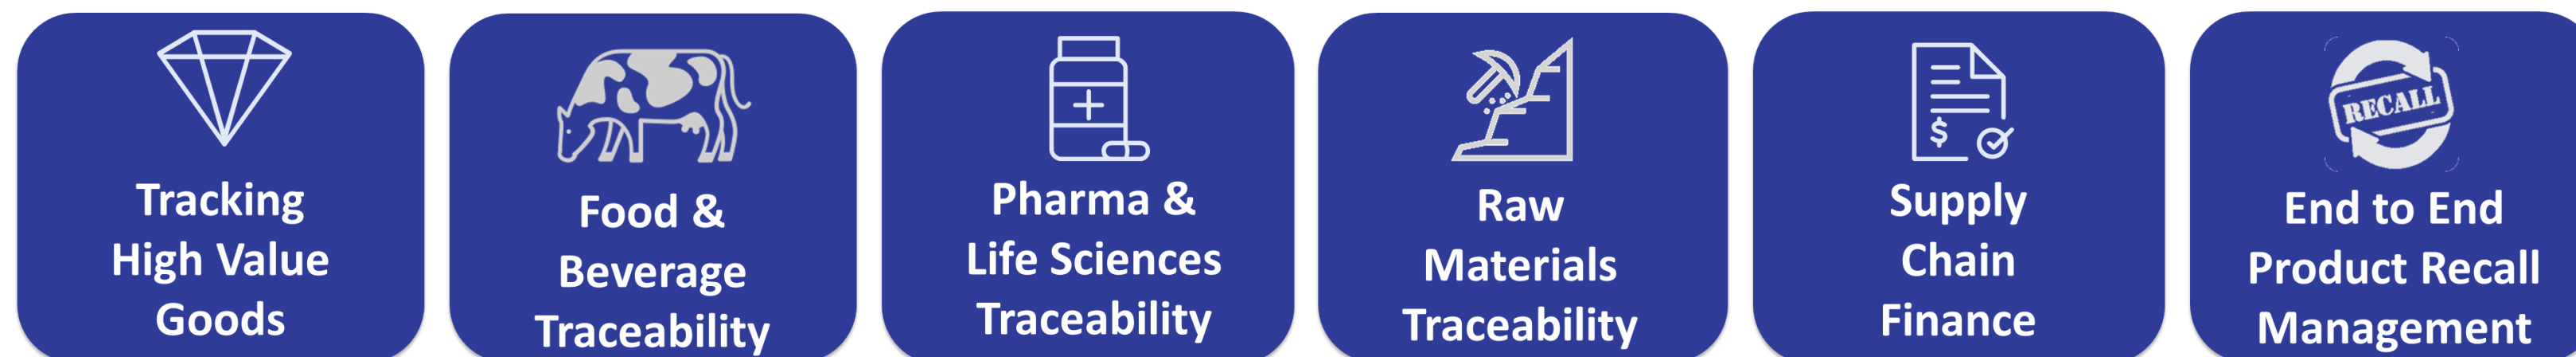 Tracking
High Value
Goods
Food &
Beverage
Traceability
Pharma &
Life Sciences
Traceability
Raw
Materials
Traceability
$
Supply
Chain
Finance
RECALL
End to End
Product Recall
Management